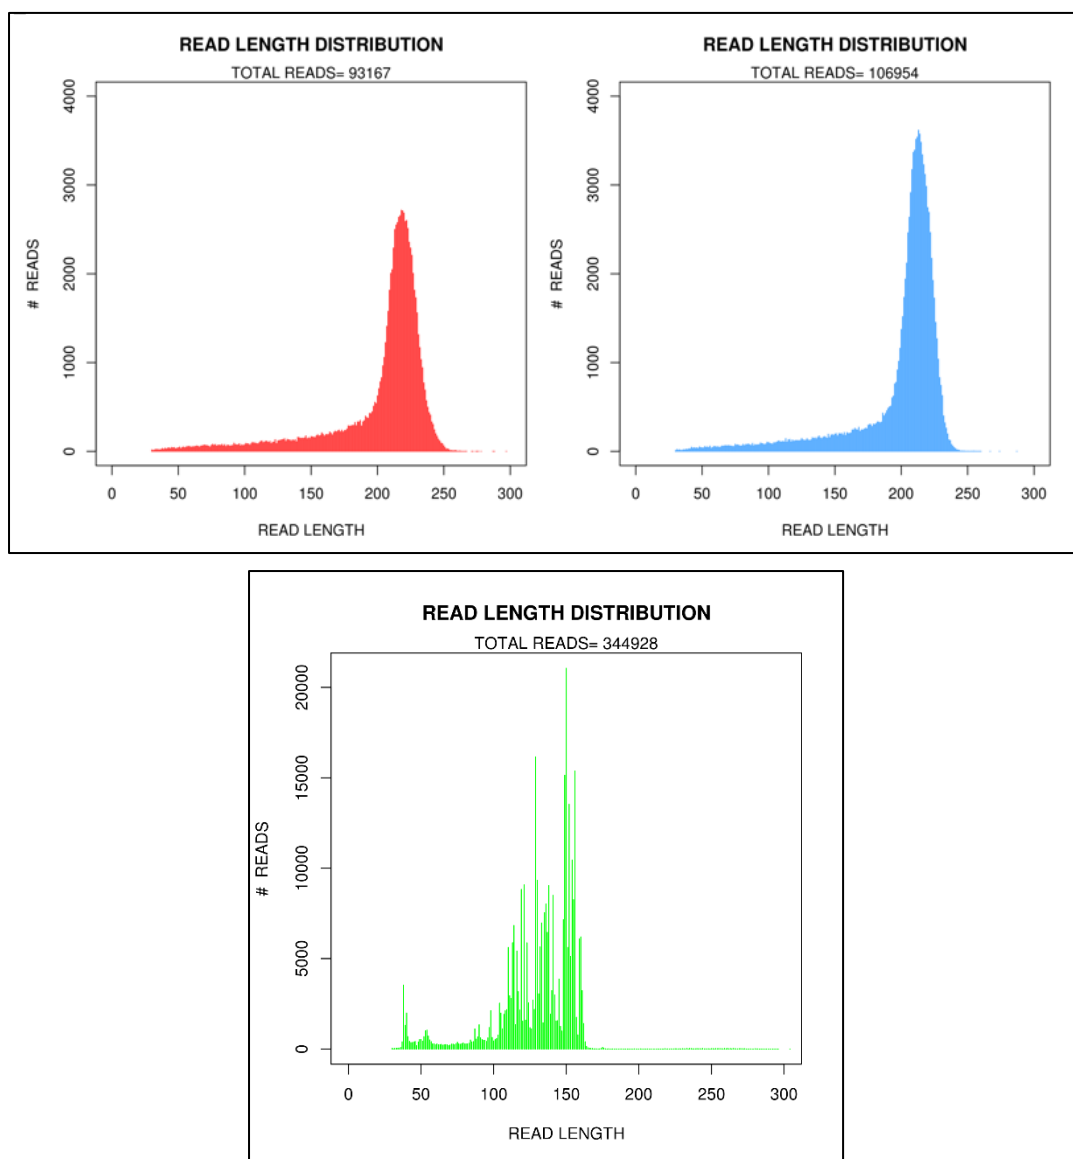 READ LENGTH DISTRIBUTION
TOTAL READS= 93167
4000
3000
2000
1000
0
# READS
0 50 100 150 200 250 300
READ LENGTH
READ LENGTH DISTRIBUTION
TOTAL READS= 106954
4000
3000
2000
1000
0
# READS
0 50 100 150 200 250 300
READ LENGTH
READ LENGTH DISTRIBUTION
TOTAL READS= 344928
20000
15000
10000
5000
0
# READS
0 50 100 150 200 250 300
READ LENGTH